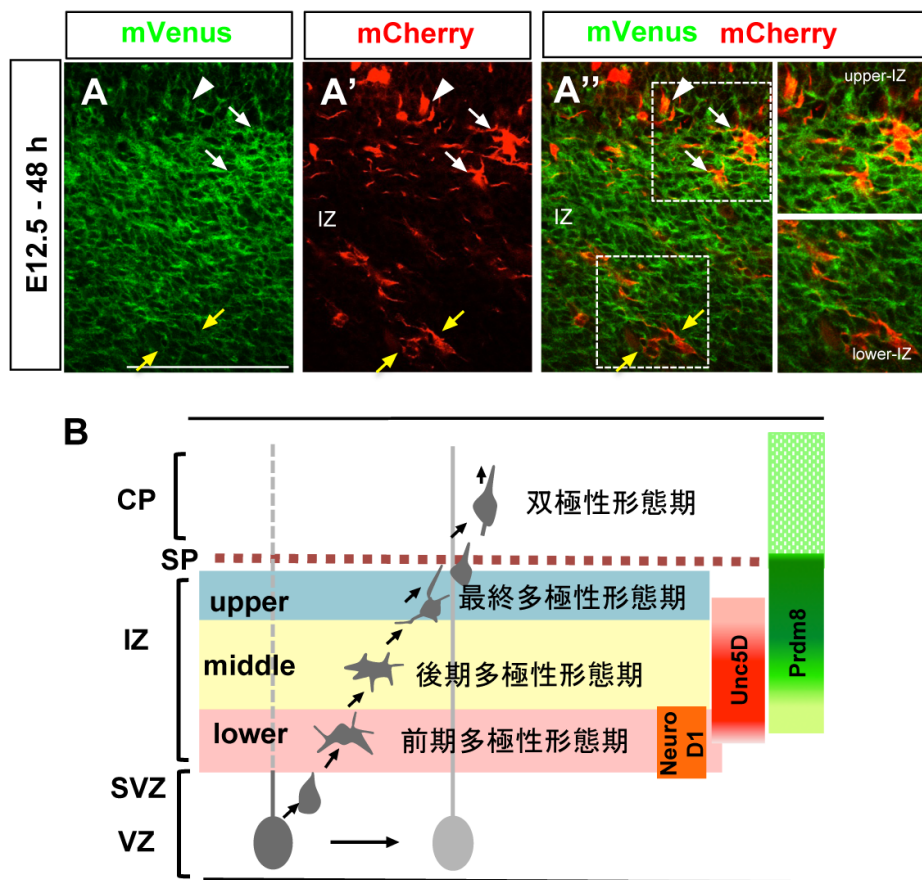 mVenus
mCherry
mVenus mCherry
E12.5 - 48 h
A
A’
A’’
upper-IZ
IZ
IZ
lower-IZ
B
CP
双極性形態期
SP
IZ
upper
最終多極性形態期
middle
後期多極性形態期
lower
前期多極性形態期
Neuro
D1
Unc5D
Prdm8
SVZ
VZ